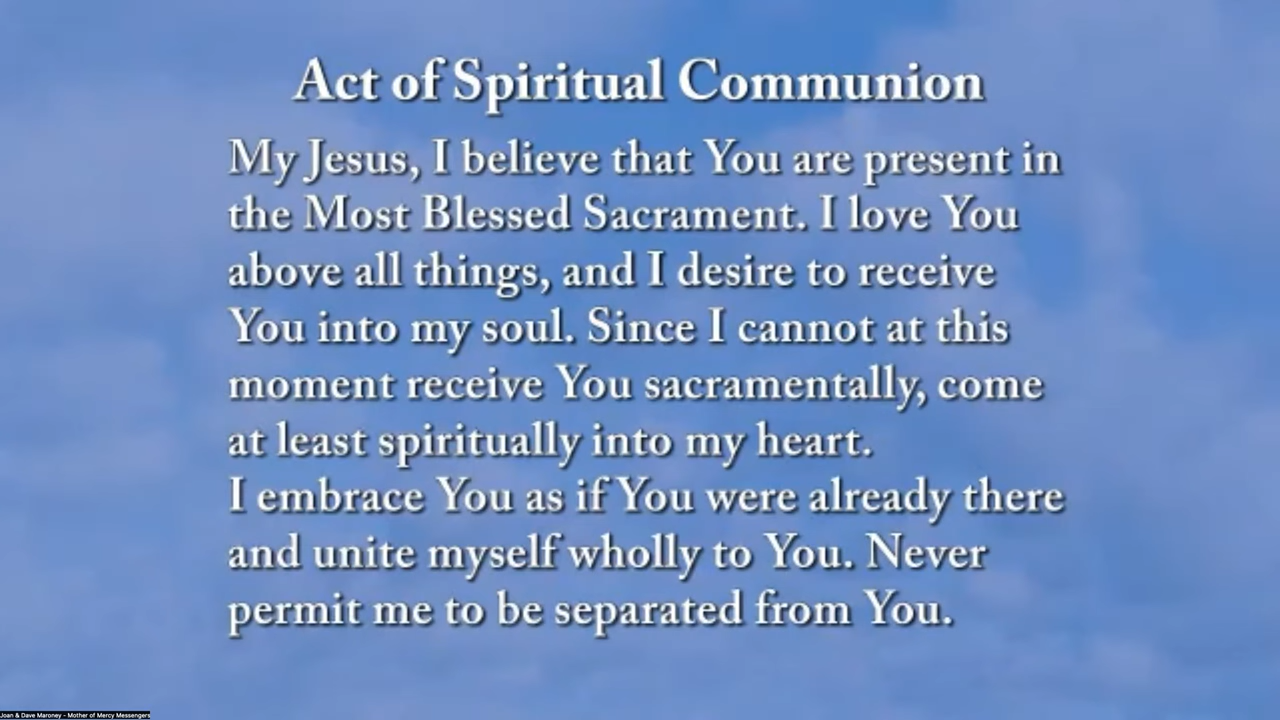 Act of Spiritual Communion
My Jesus, I believe that You are present in
the Most Blessed Sacrament. I love You
above all things, and I desire to receive
You into my soul. Since I cannot at this
moment receive You sacramentally, come
at least spiritually into my heart.
I embrace You as if You were already there
and unite myself wholly to You. Never
permit me to be separated from You.
Joan & Dave Maroney - Mother of Mercy Messengers